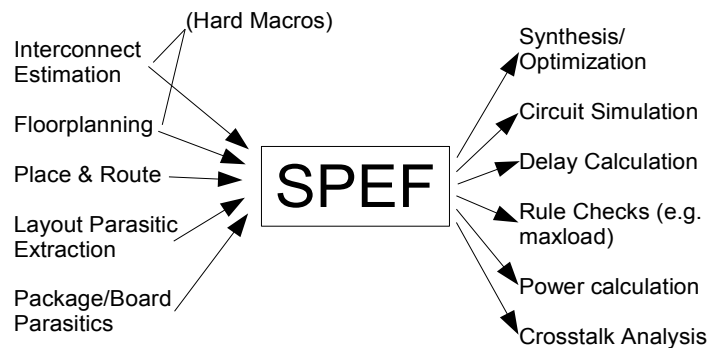 (Hard Macros)
Interconnect
Estimation
Floorplanning
Place & Route
Layout Parasitic
Extraction
Package/Board
Parasitics
SPEF
Synthesis/
Optimization
Circuit Simulation
Delay Calculation
Rule Checks (e.g.
maxload)
Power calculation
Crosstalk Analysis